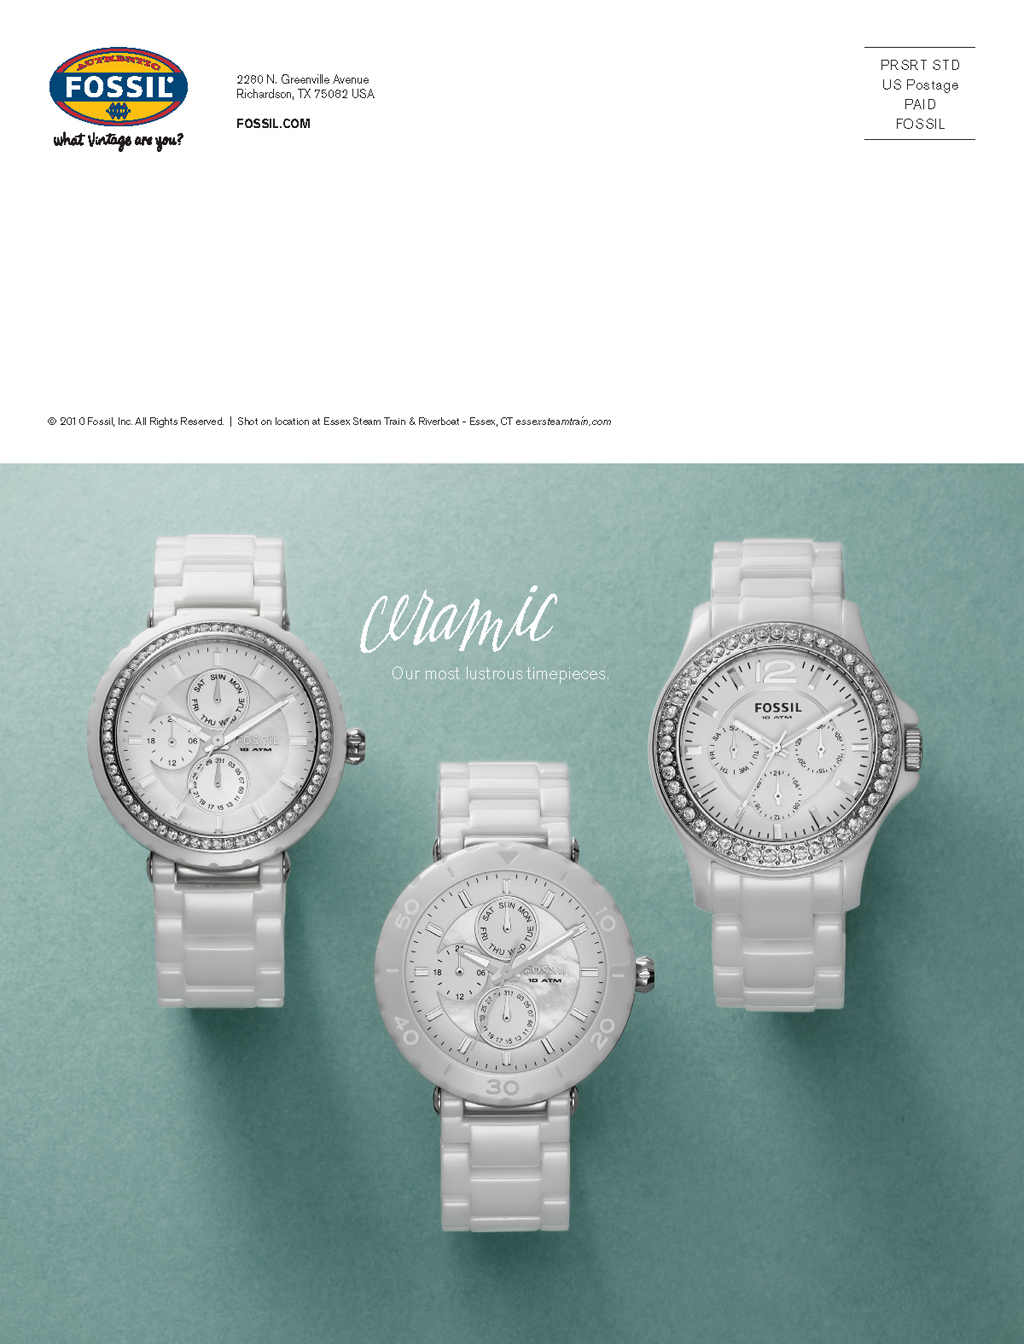 AUTHENTIC
FOSSIL
what Vintage are you?
2280 N. Greenville Avenue
Richardson, TX 75082 USA
FOSSIL.COM
PRSRT STD
US Postage
PAID
FOSSIL
© 2010 Fossil, Inc. All Rights Reserved. | Shot on location at Essex Steam Train & Riverboat - Essex, CT essexsteamtrain.com
ceramic
Our most lustrous timepieces.
SAT SUN MON
TUE
FRI THU WED
18 06
12
FOSSIL
10 ATM
12
FOSSIL
10 ATM
50 10
SAT SUN MON
FRI THU WED TUE
18 06
12
FOSSIL
10 ATM
40 20
30